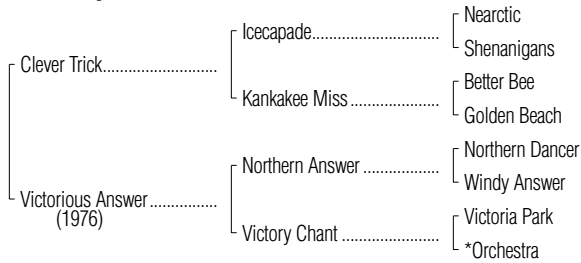 Nearctic
Icecapade
Shenanigans
Clever Trick
Better Bee
Kankakee Miss
Golden Beach
Northern Dancer
Northern Answer
Windy Answer
Victorious Answer
(1976)
Victoria Park
Victory Chant
*Orchestra